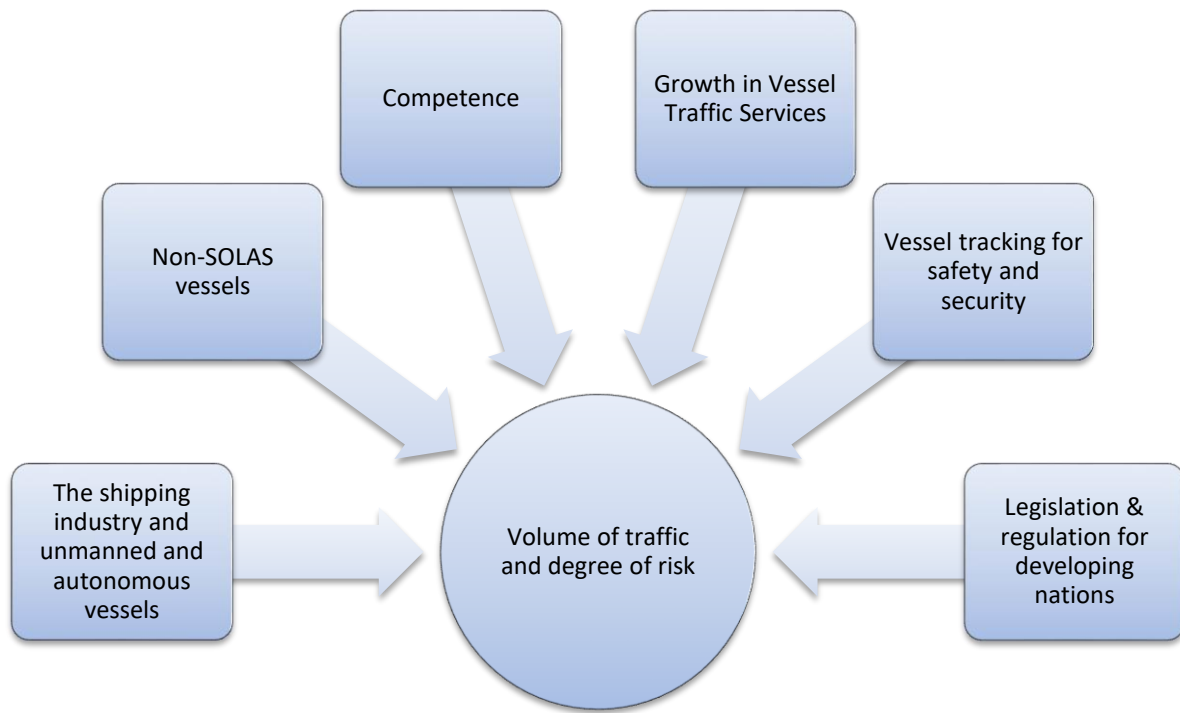 Competence
Growth in Vessel
Traffic Services
Non-SOLAS
vessels
Vessel tracking for
safety and
security
The shipping
industry and
unmanned and
autonomous
vessels
Volume of traffic
and degree of risk
Legislation &
regulation for
developing
nations